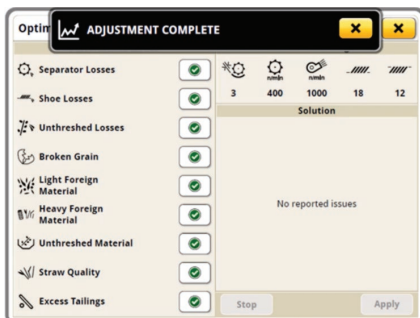 Optim
ADJUSTMENT COMPLETE
Separator Losses
Shoe Losses
Unthreshed Losses
Broken Grain
Light Foreign
Material
Heavy Foreign
Material
Unthreshed Material
Straw Quality
Excess Tailings
n/min n/min
3 400 1000 18 12
Solution
No reported issues
Stop Apply